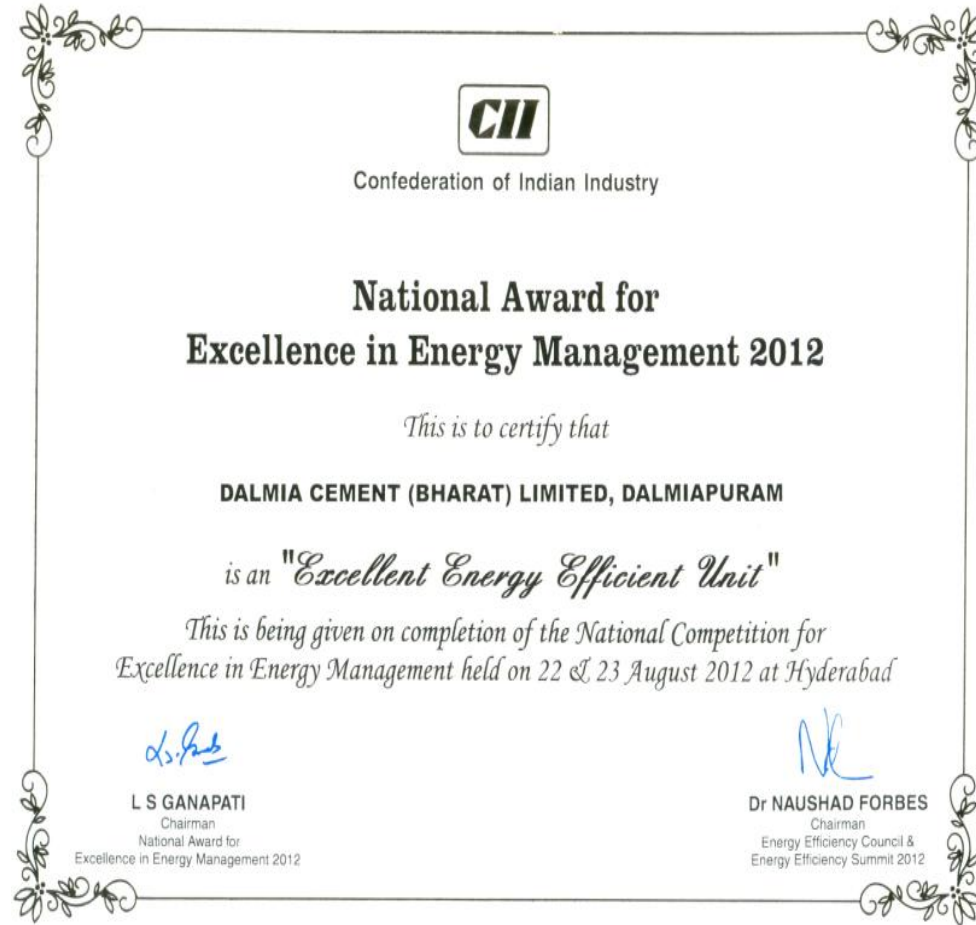 CII
Confederation of Indian Industry
National Award for
Excellence in Energy Management 2012
This is to certify that
DALMIA CEMENT (BHARAT) LIMITED, DALMIAPURAM
is an "Excellent Energy Efficient Unit"
This is being given on completion of the National Competition for
Excellence in Energy Management held on 22 & 23 August 2012 at Hyderabad
L S GANAPATI
Chairman
National Award for
Excellence in Energy Management 2012
Dr NAUSHAD FORBES
Chairman
Energy Efficiency Council &
Energy Efficiency Summit 2012